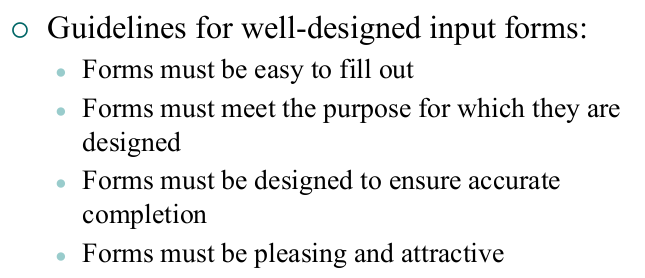 Guidelines for well-designed input forms:
Forms must be easy to fill out
Forms must meet the purpose for which they are
designed
Forms must be designed to ensure accurate
completion
Forms must be pleasing and attractive